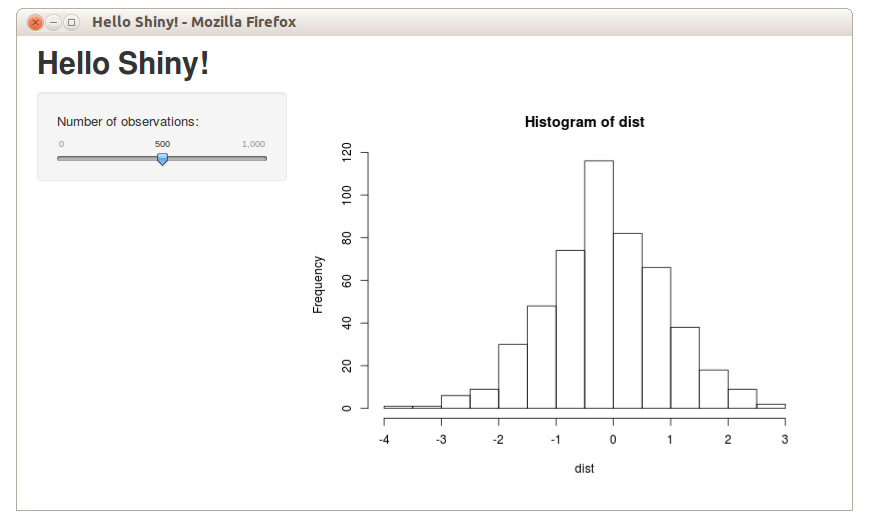 Hello Shiny! - Mozilla Firefox
Hello Shiny!
Number of observations:
0 500 1,000
Histogram of dist
Frequency
120
100
80
60
40
20
0
-4 -3 -2 -1 0 1 2 3
dist